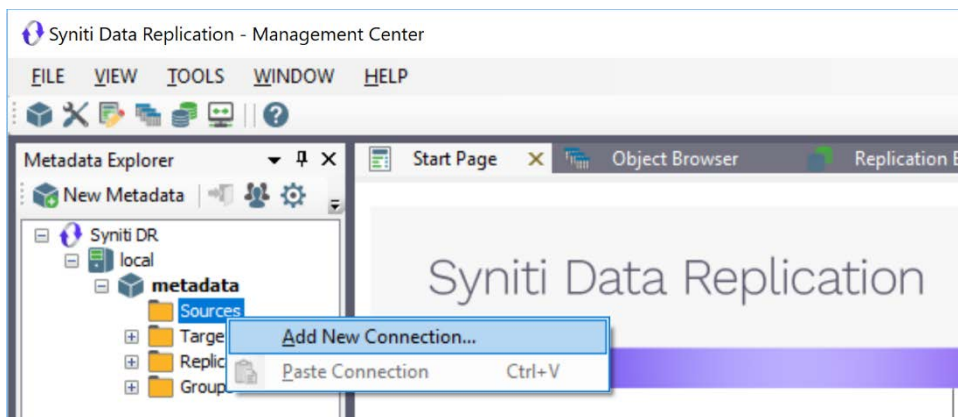 Syniti Data Replication - Management Center
FILE VIEW TOOLS WINDOW HELP
Metadata Explorer
Start Page
Object Browser
Replication
New Metadata
Syniti DR
local
metadata
Sources
Add New Connection...
Paste Connection Ctrl+V
Syniti Data Replication